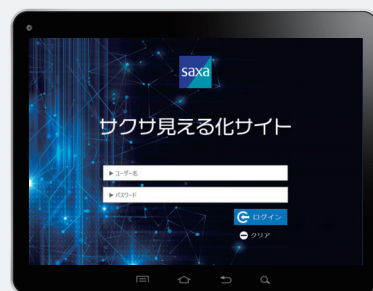 saxa
サクサ見える化サイト
▶ユーザー名
▶パスワード
ログイン
クリア